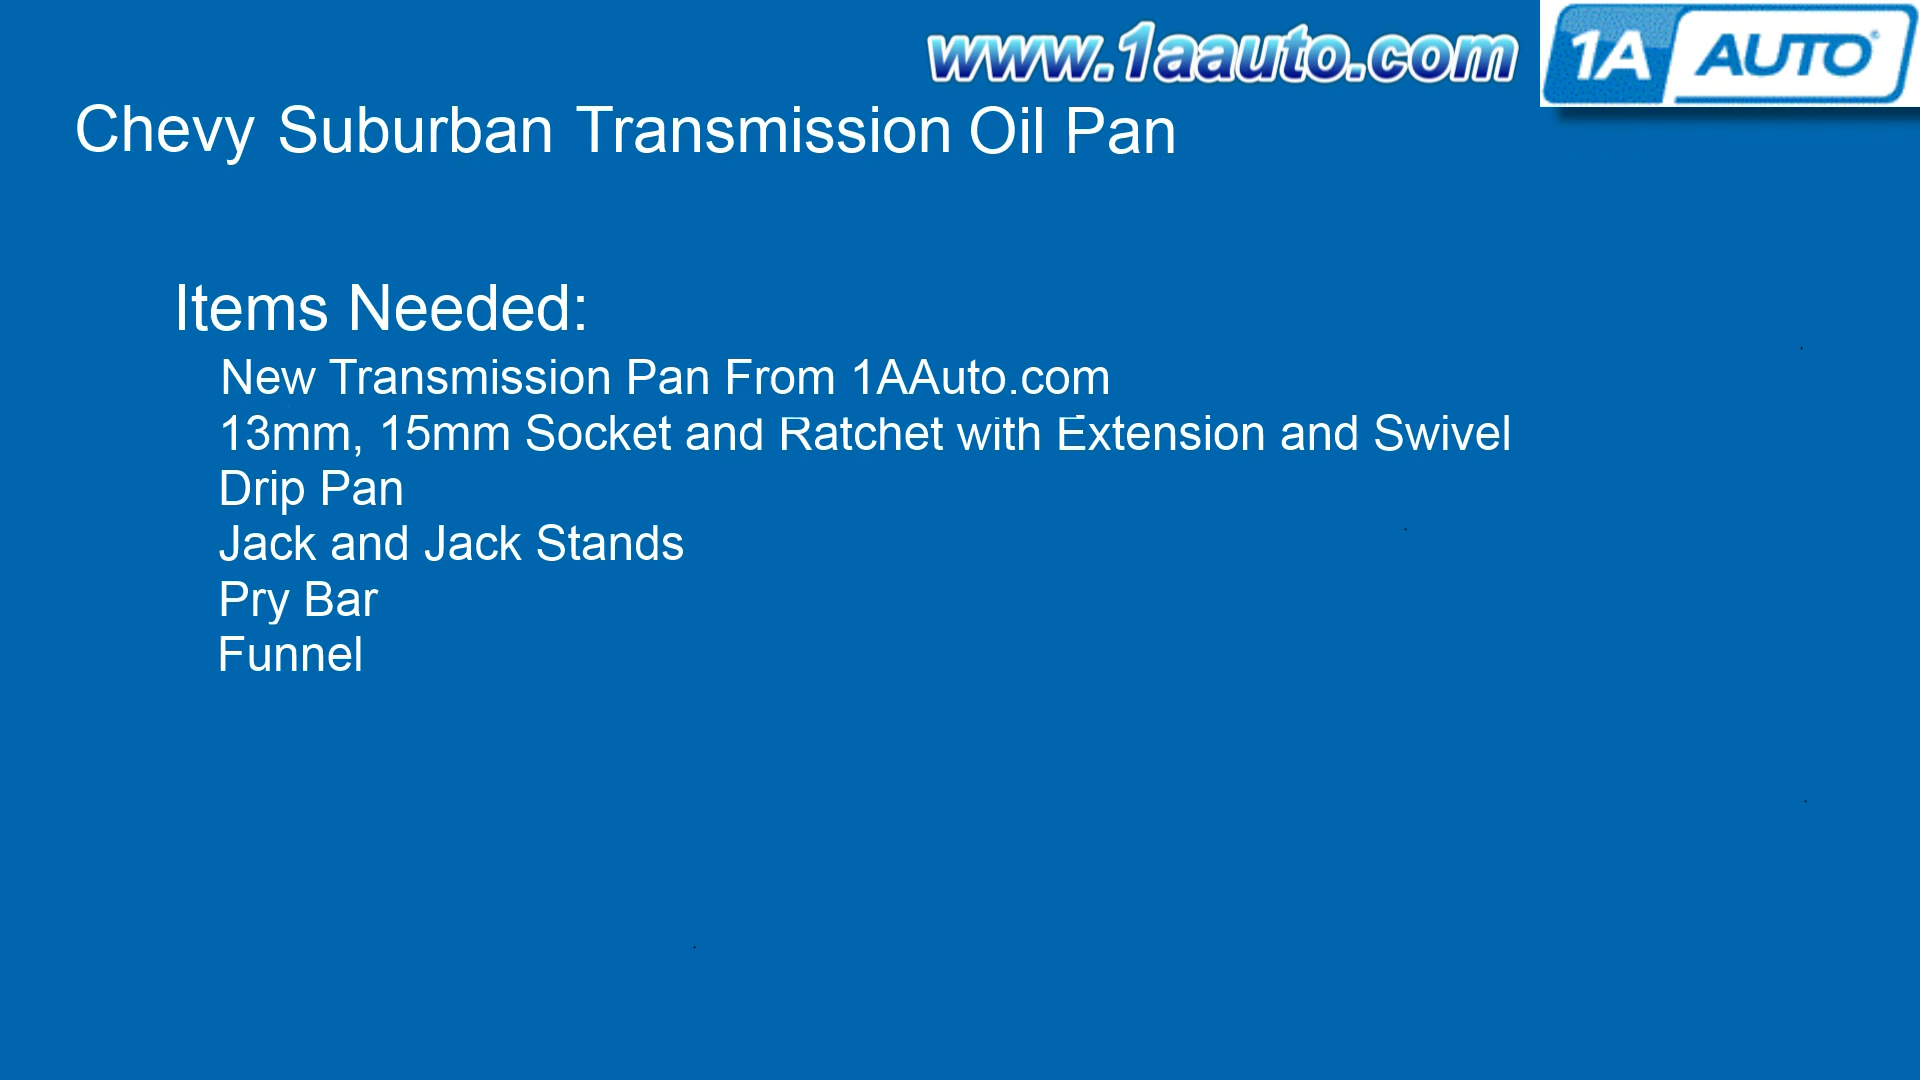 www.1aauto.com
1A AUTO
Chevy Suburban Transmission Oil Pan
Items Needed:
New Transmission Pan From 1AAuto.com
13mm, 15mm Socket and Ratchet with Extension and Swivel
Drip Pan
Jack and Jack Stands
Pry Bar
Funnel